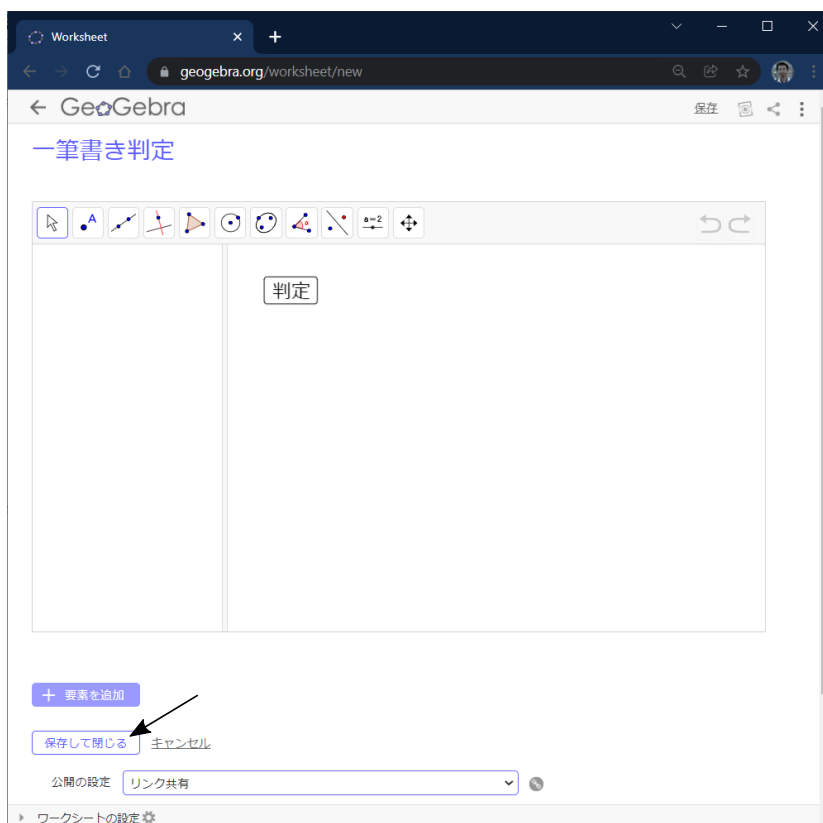 Worksheet
geogebra.org/worksheet/new
GeoGebra
保存
一筆書き判定
A
α
a=2
判定
+ 要素を追加
保存して閉じる キャンセル
公開の設定 リンク共有
ワークシートの設定